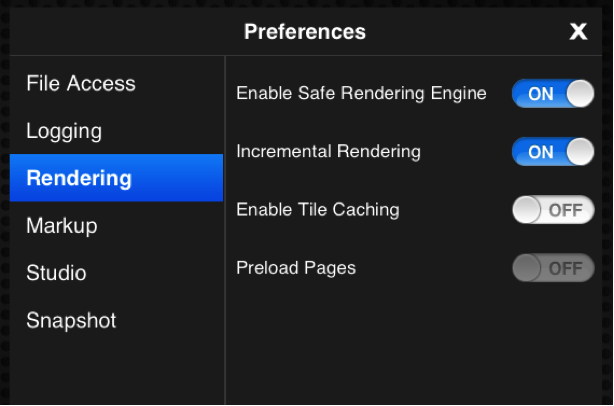 Preferences X
File Access
Logging
Rendering
Markup
Studio
Snapshot
Enable Safe Rendering Engine ON
Incremental Rendering ON
Enable Tile Caching OFF
Preload Pages OFF